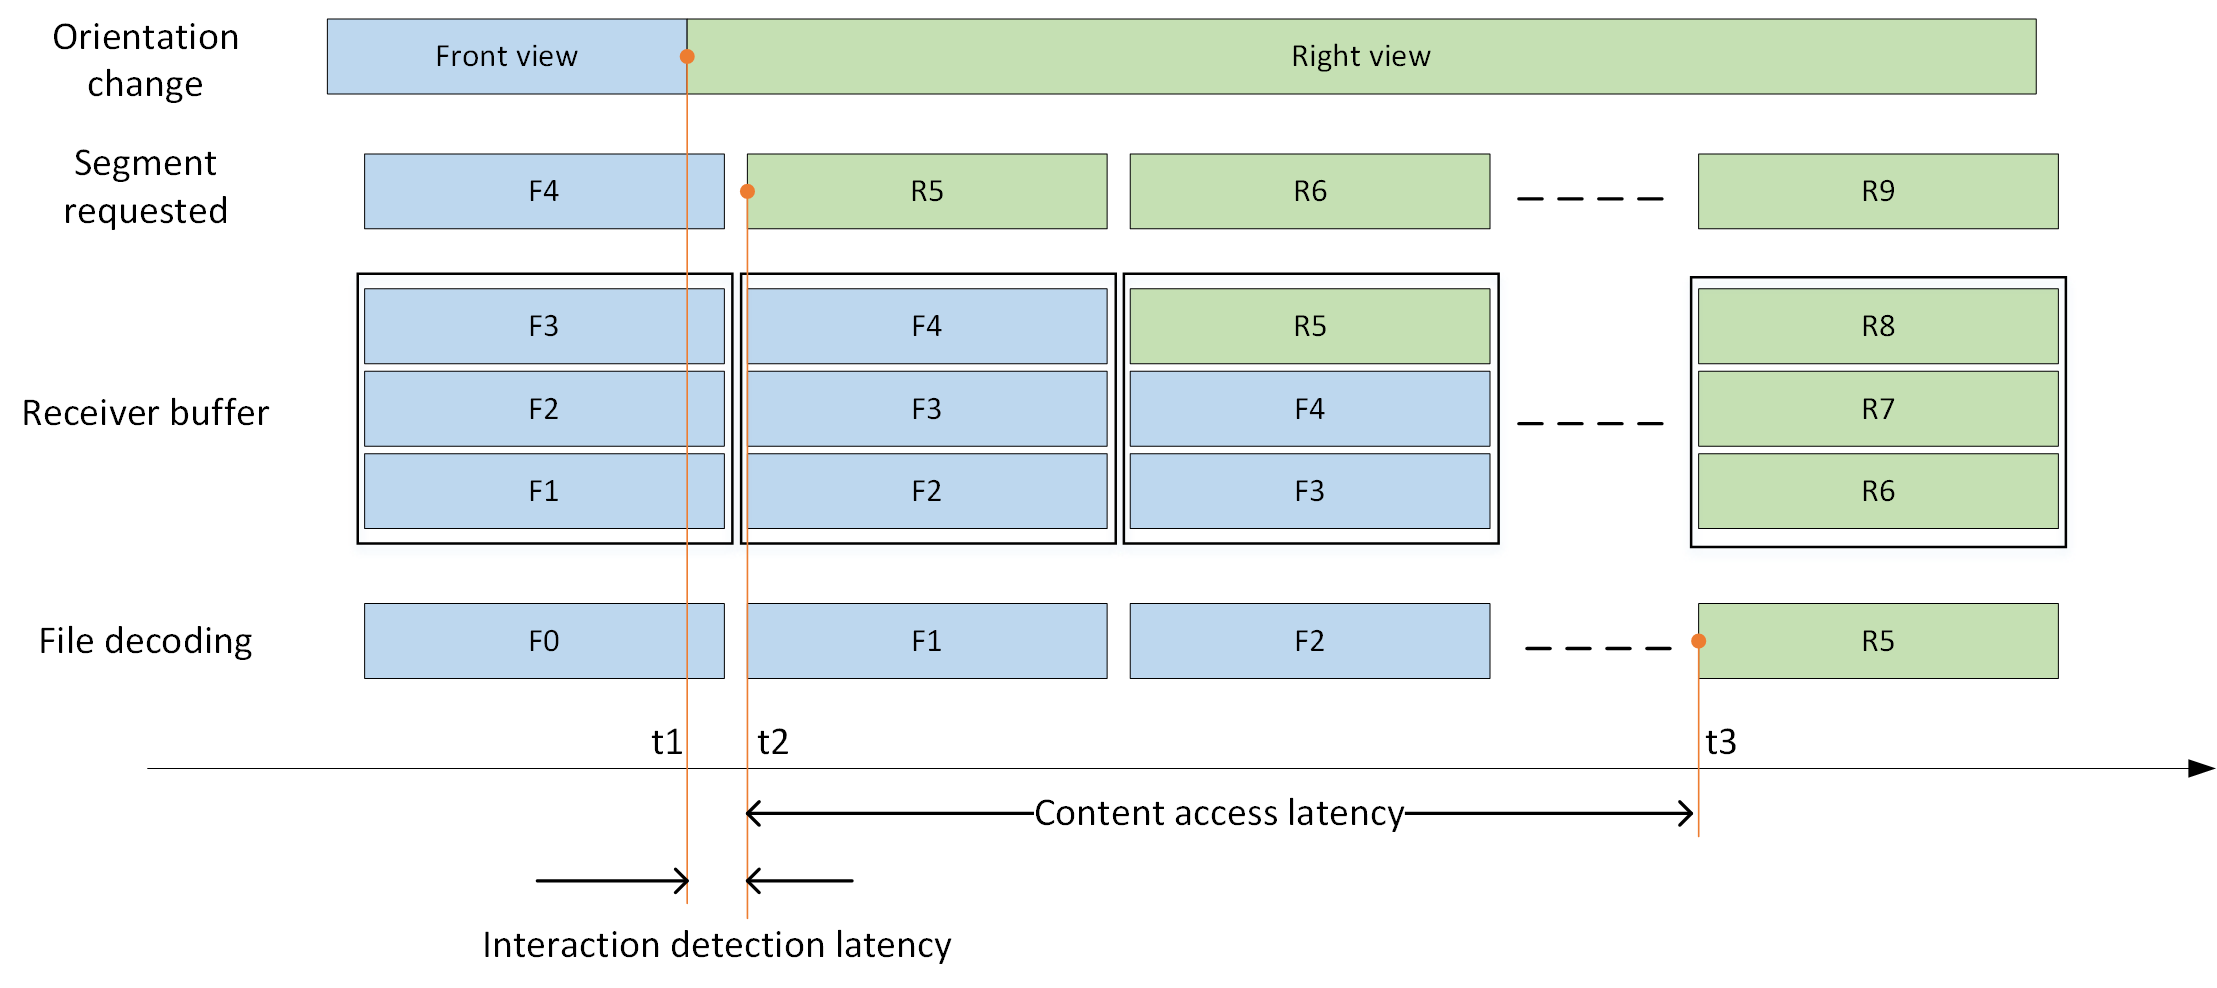 Orientation
change
Front view
Right view
Segment
requested
F4
R5
R6
R9
Receiver buffer
F3
F4
R5
R8
F2
F3
F4
R7
F1
F2
F3
R6
File decoding
F0
F1
F2
R5
t1
t2
t3
Content access latency
Interaction detection latency